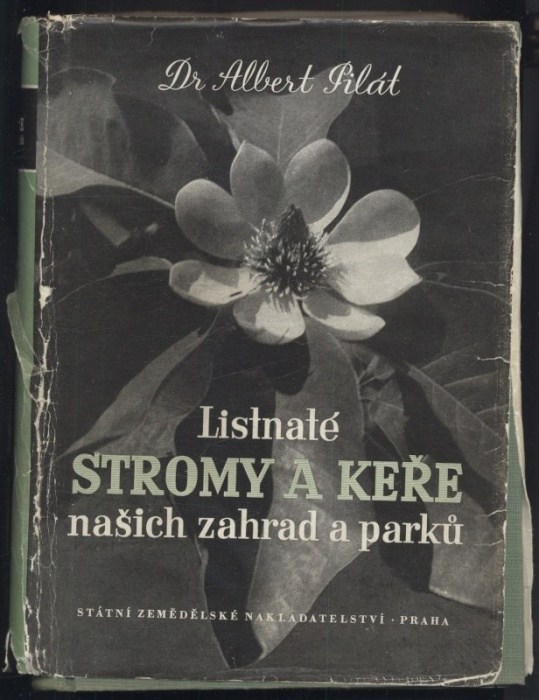 Dr Albert Pilát
Listnaté
STROMY A KEŘE
našich zahrad a parků
STÁTNÍ ZEMĚDĚLSKÉ NAKLADATELSTVÍ · PRAHA